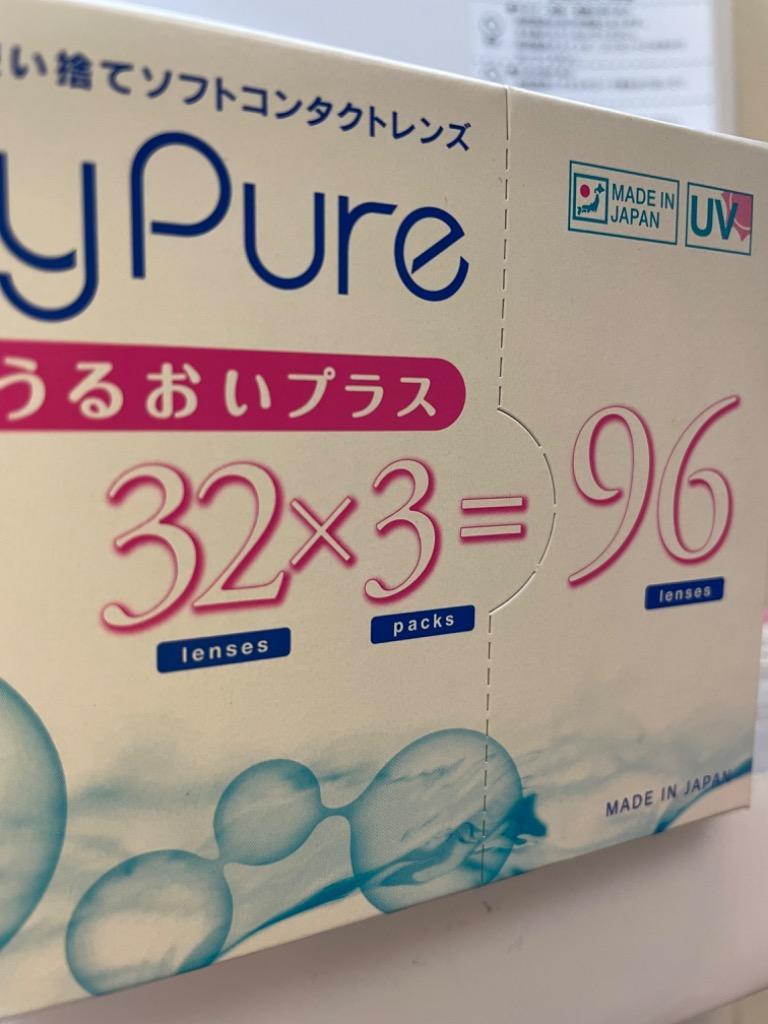 い捨てソフトコンタクトレンズ
yPure
うるおいプラス
MADE IN
JAPAN
UV
32×3=96
lenses
packs
lenses
MADE IN JAPAN